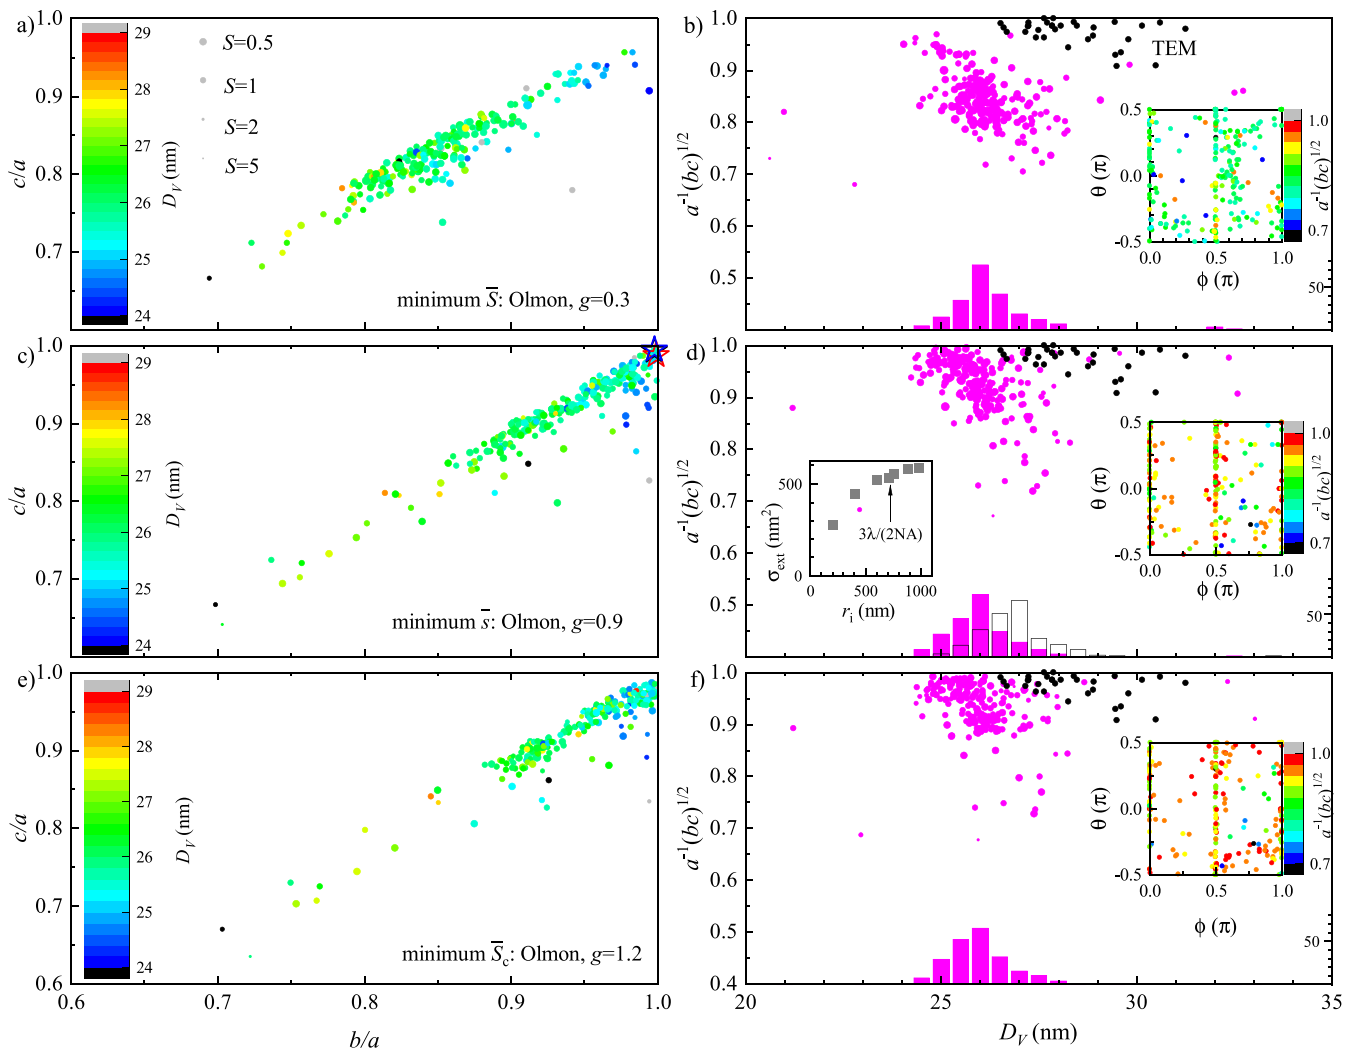 a)
1.0
0.9
0.8
0.7
c/a
29
28
27
26
25
24
D_V (nm)
S=0.5
S=1
S=2
S=5
minimum S̅: Olmon, g=0.3
b)
1.0
0.9
0.8
0.7
0.6
0.5
a⁻¹(bc)^1/2
TEM
0.5
0.0
-0.5
θ (π)
0.0 0.5 1.0
ϕ (π)
1.0
0.7
a⁻¹(bc)^1/2
50
c)
1.0
0.9
0.8
0.7
c/a
29
28
27
26
25
24
D_V (nm)
minimum s̅: Olmon, g=0.9
d)
1.0
0.9
0.8
0.7
0.6
0.5
a⁻¹(bc)^1/2
500
0
σ_ext (nm²)
3λ/(2NA)
0 500 1000
r_i (nm)
0.5
0.0
-0.5
θ (π)
0.0 0.5 1.0
ϕ (π)
1.0
0.7
a⁻¹(bc)^1/2
50
e)
1.0
0.9
0.8
0.7
0.6
c/a
29
28
27
26
25
24
D_V (nm)
minimum S̅_c: Olmon, g=1.2
0.6 0.7 0.8 0.9 1.0
b/a
f)
1.0
0.9
0.8
0.7
0.6
0.5
0.4
a⁻¹(bc)^1/2
0.5
0.0
-0.5
θ (π)
0.0 0.5 1.0
ϕ (π)
1.0
0.7
a⁻¹(bc)^1/2
50
20 25 30 35
D_V (nm)